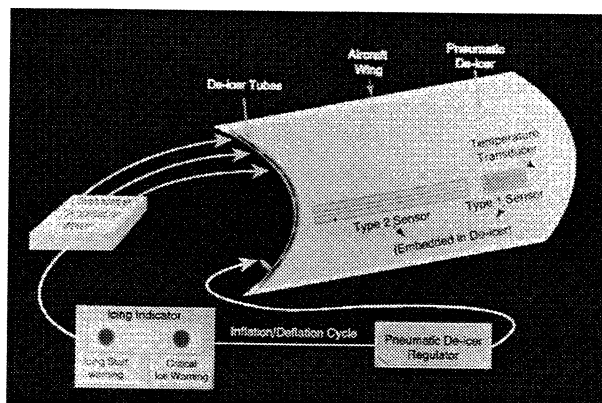 Pneumatic
De-icer
Aircraft
Wing
De-icer Tubes
Temperature
Transducer
Type 1 Sensor
Type 2 Sensor
(Embedded in De-icer)
Icing Indicator
Icing Start
warning
Critical
Ice Warning
Inflation/Deflation Cycle
Pneumatic De-icer
Regulator